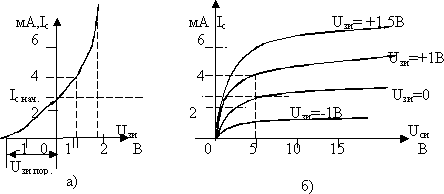 мА,Iс
6
4
Iс нач.
2
-1 0 1 2
Uзи
В
Uзи пор.
а)
мА Iс
Uзи= +1,5В
6
Uзи=+1В
4
Uзи=0
2
Uзи=-1В
Uси
0 5 10 15 В
б)